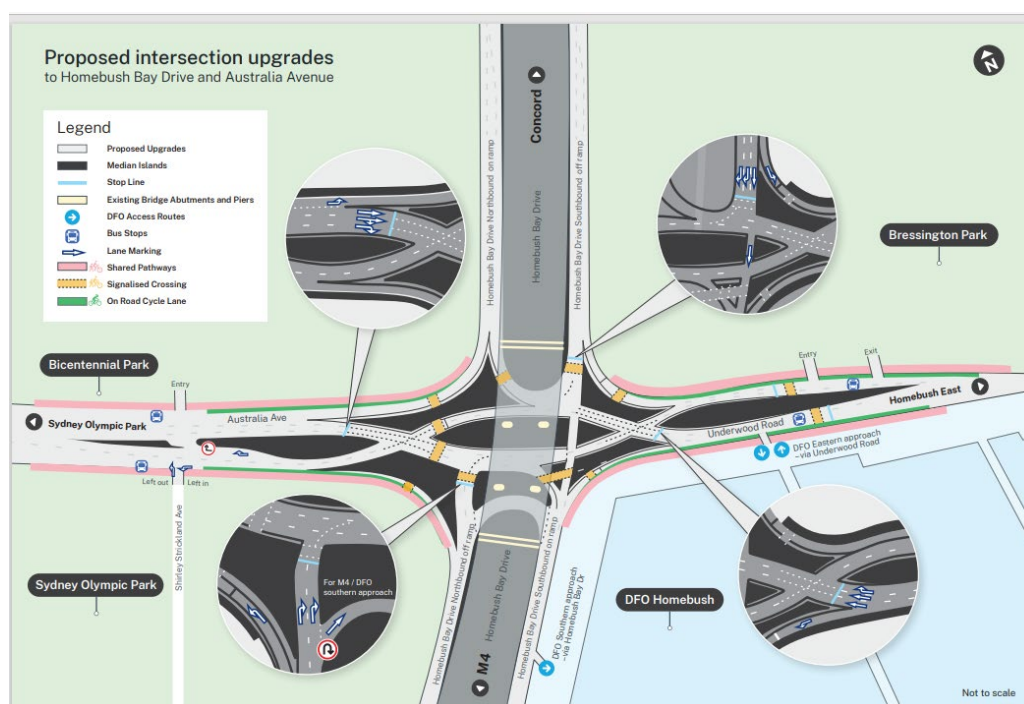 Proposed intersection upgrades
to Homebush Bay Drive and Australia Avenue
N
Legend
Proposed Upgrades
Median Islands
Stop Line
Existing Bridge Abutments and Piers
DFO Access Routes
Bus Stops
Lane Marking
Shared Pathways
Signalised Crossing
On Road Cycle Lane
Concord
Homebush Bay Drive
Homebush Bay Drive Northbound on ramp
Homebush Bay Drive Southbound off ramp
Bressington Park
Bicentennial Park
Entry
Australia Ave
Sydney Olympic Park
Left out
Left in
Shirley Strickland Ave
Sydney Olympic Park
Entry
Exit
Homebush East
Underwood Road
DFO Eastern approach
–via Underwood Road
For M4 / DFO
southern approach
Homebush Bay Drive Northbound off ramp
M4
Homebush Bay Drive
Homebush Bay Drive Southbound on ramp
DFO Southern approach
–via Homebush Bay Dr
DFO Homebush
Not to scale